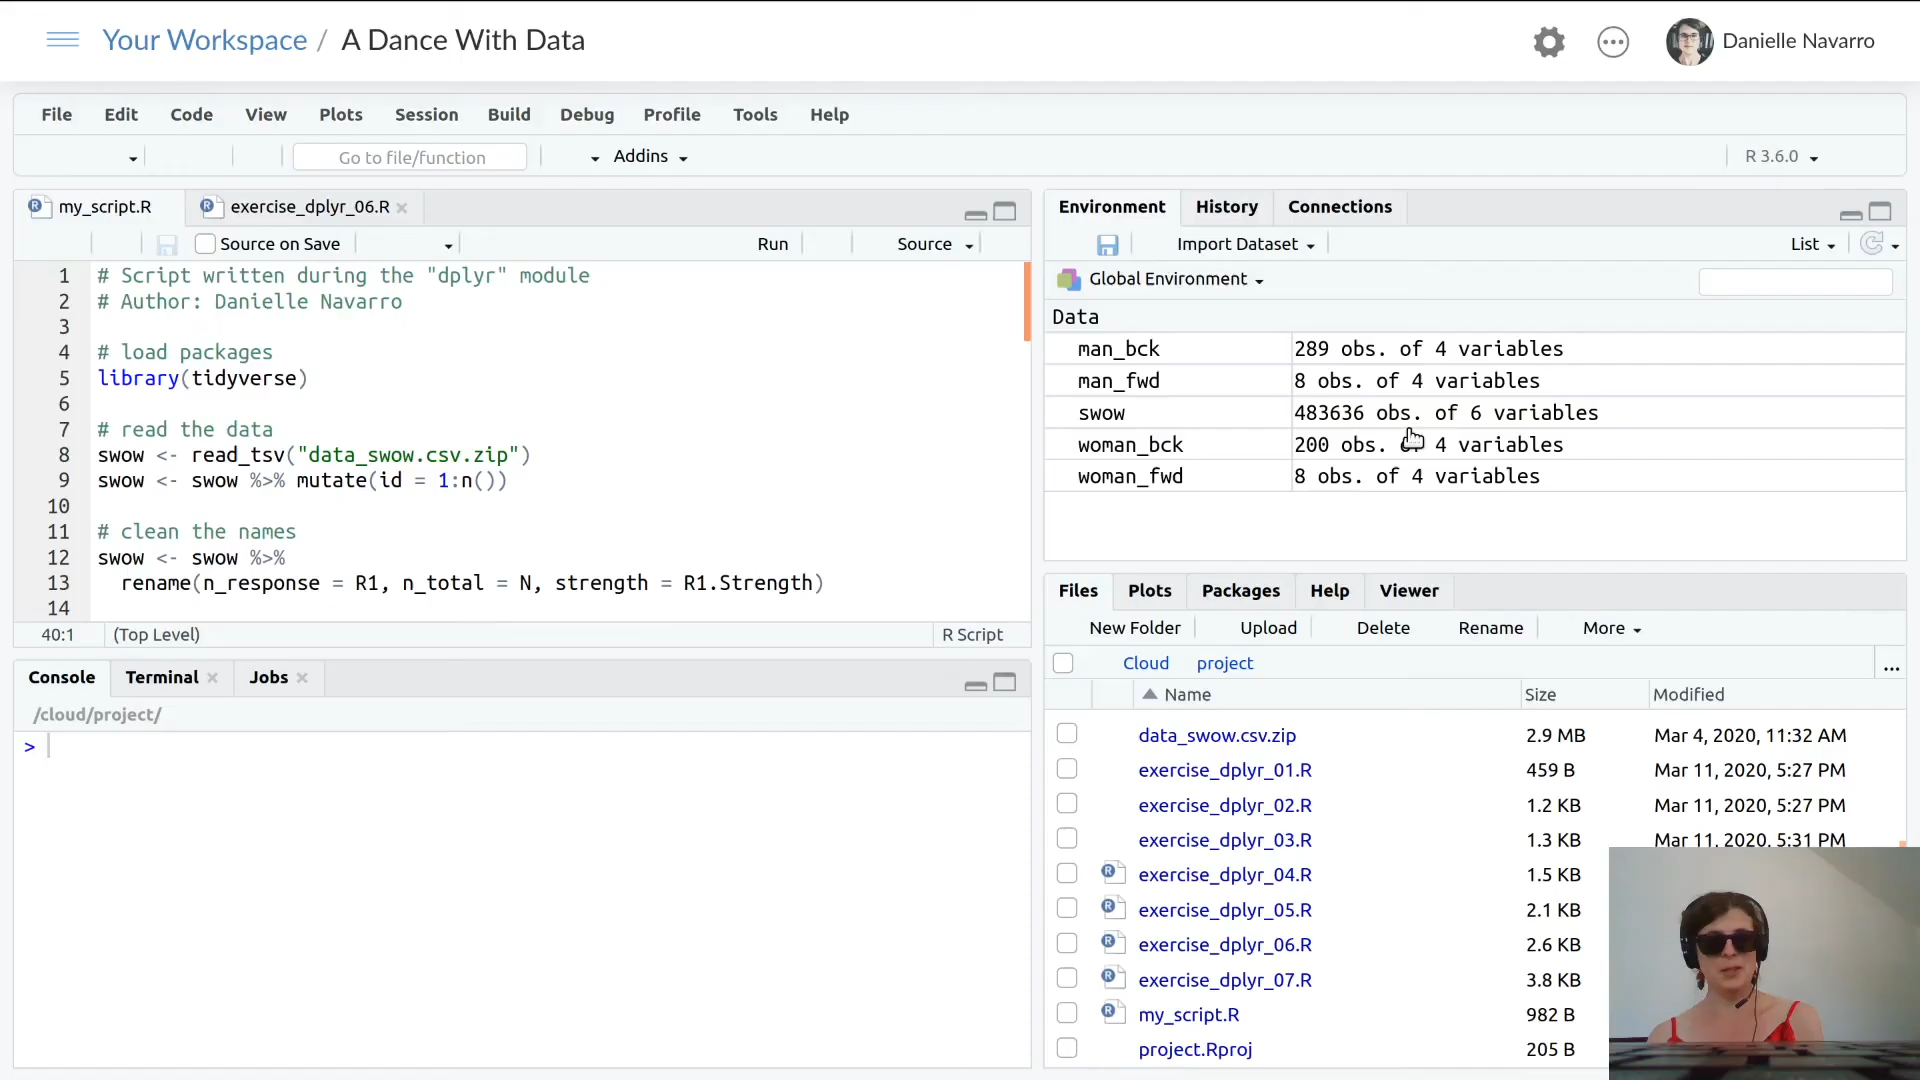 Your Workspace / A Dance With Data
Danielle Navarro
File Edit Code View Plots Session Build Debug Profile Tools Help
Go to file/function Addins R 3.6.0
my_script.R exercise_dplyr_06.R
Source on Save Run Source
1 # Script written during the "dplyr" module
2 # Author: Danielle Navarro
3
4 # load packages
5 library(tidyverse)
6
7 # read the data
8 swow <- read_tsv("data_swow.csv.zip")
9 swow <- swow %>% mutate(id = 1:n())
10
11 # clean the names
12 swow <- swow %>%
13 rename(n_response = R1, n_total = N, strength = R1.Strength)
14
40:1 (Top Level) R Script
Console Terminal Jobs
/cloud/project/
>
Environment History Connections
Import Dataset List
Global Environment
Data
man_bck 289 obs. of 4 variables
man_fwd 8 obs. of 4 variables
swow 483636 obs. of 6 variables
woman_bck 200 obs. of 4 variables
woman_fwd 8 obs. of 4 variables
Files Plots Packages Help Viewer
New Folder Upload Delete Rename More
Cloud project ...
Name Size Modified
data_swow.csv.zip 2.9 MB Mar 4, 2020, 11:32 AM
exercise_dplyr_01.R 459 B Mar 11, 2020, 5:27 PM
exercise_dplyr_02.R 1.2 KB Mar 11, 2020, 5:27 PM
exercise_dplyr_03.R 1.3 KB Mar 11, 2020, 5:31 PM
exercise_dplyr_04.R 1.5 KB
exercise_dplyr_05.R 2.1 KB
exercise_dplyr_06.R 2.6 KB
exercise_dplyr_07.R 3.8 KB
my_script.R 982 B
project.Rproj 205 B